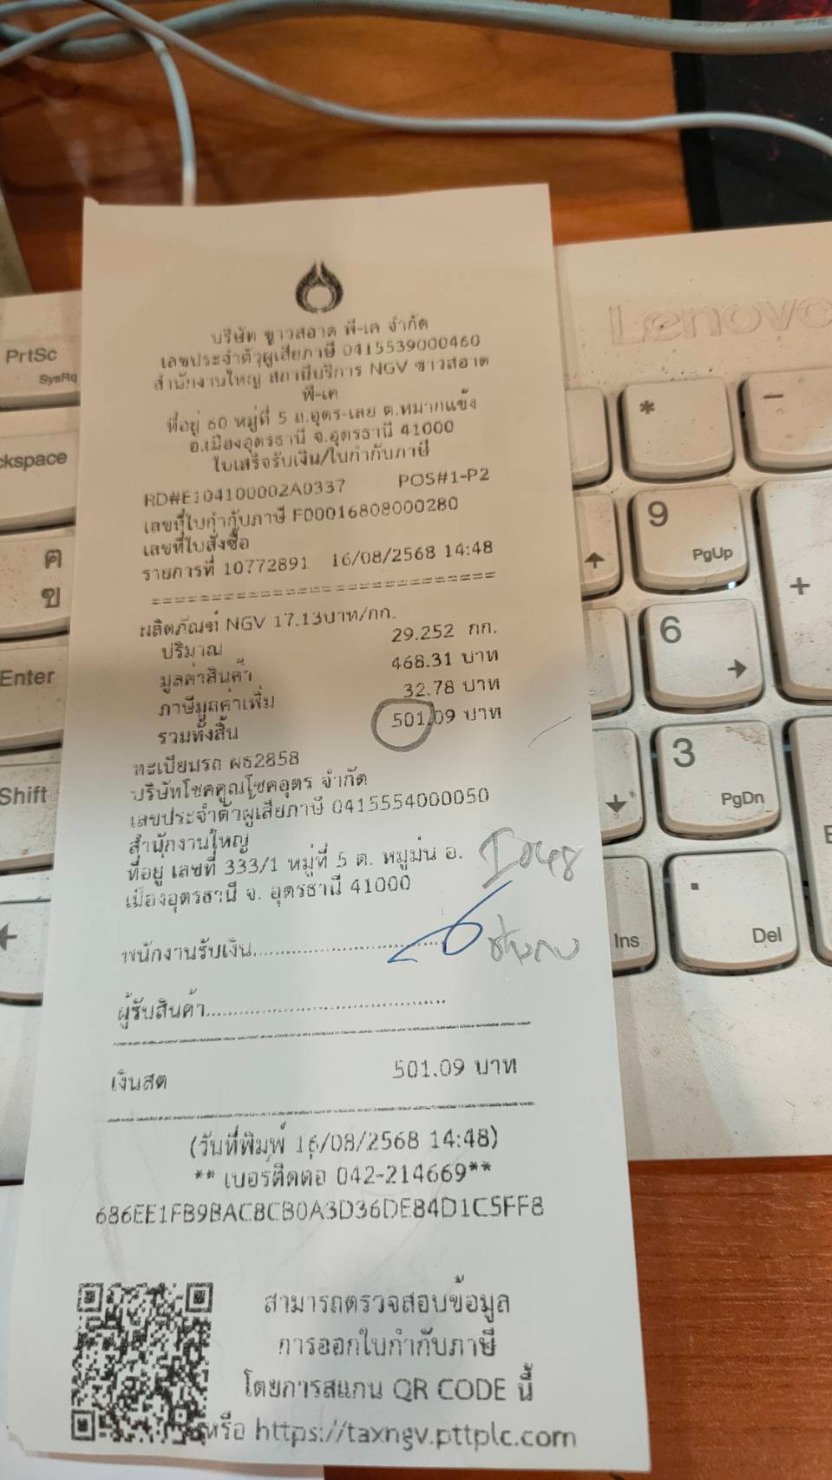 บริษัท ขาวสอาด พี-เค จำกัด
เลขประจำตัวผู้เสียภาษี 0415539000460
สำนักงานใหญ่ สถานีบริการ NGV ขาวสอาด
พี-เค
ที่อยู่ 60 หมู่ที่ 5 ถ.อุดร-เลย ต.หมากแข้ง
อ.เมืองอุดรธานี จ.อุดรธานี 41000
ใบเสร็จรับเงิน/ใบกำกับภาษี
RD#E104100002A0337 POS#1-P2
เลขที่ใบกำกับภาษี F00016808000280
เลขที่ใบสั่งซื้อ
รายการที่ 10772891 16/08/2568 14:48
==============================
ผลิตภัณฑ์ NGV 17.13บาท/กก.
ปริมาณ 29.252 กก.
มูลค่าสินค้า 468.31 บาท
ภาษีมูลค่าเพิ่ม 32.78 บาท
รวมทั้งสิ้น 501.09 บาท
ทะเบียนรถ ผธ2858
บริษัทโชคคูณโชคอุดร จำกัด
เลขประจำตัวผู้เสียภาษี 0415554000050
สำนักงานใหญ่
ที่อยู่ เลขที่ 333/1 หมู่ที่ 5 ต. หมูม่น อ.
เมืองอุดรธานี จ. อุดรธานี 41000
พนักงานรับเงิน
ผู้รับสินค้า
เงินสด 501.09 บาท
(วันที่พิมพ์ 16/08/2568 14:48)
** เบอร์ติดต่อ 042-214669**
686EE1FB9BAC8CB0A3D36DE84D1C5FF8
สามารถตรวจสอบข้อมูล
การออกใบกำกับภาษี
โดยการสแกน QR CODE นี้
หรือ https://taxngv.pttplc.com
Lenovo
PrtSc
SysRq
ckspace
ฅ
ฃ
Enter
Shift
*
-
9
PgUp
+
6
3
PgDn
Ins
.
Del